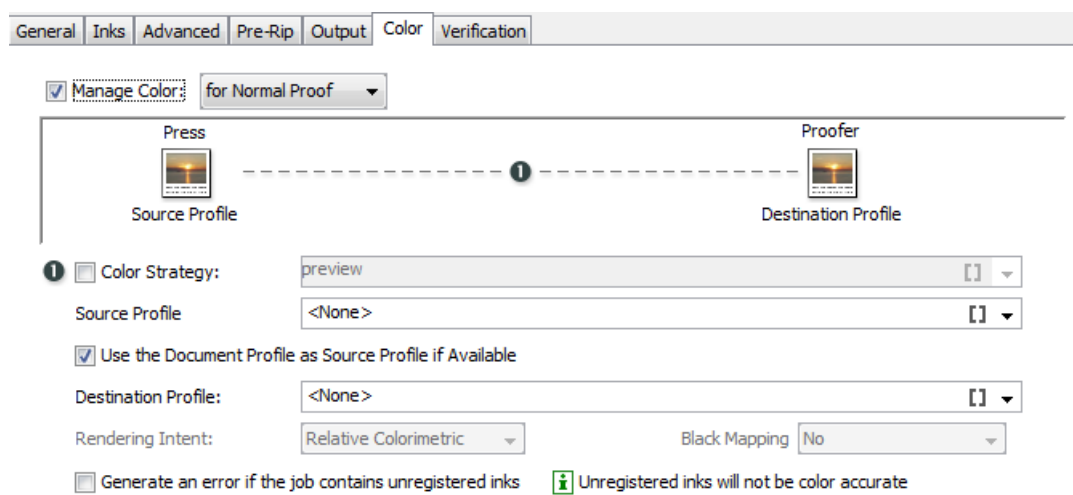 General Inks Advanced Pre-Rip Output Color Verification
Manage Color: for Normal Proof
Press Proofer
1
Source Profile Destination Profile
1 Color Strategy: preview
Source Profile <None>
Use the Document Profile as Source Profile if Available
Destination Profile: <None>
Rendering Intent: Relative Colorimetric Black Mapping No
Generate an error if the job contains unregistered inks Unregistered inks will not be color accurate